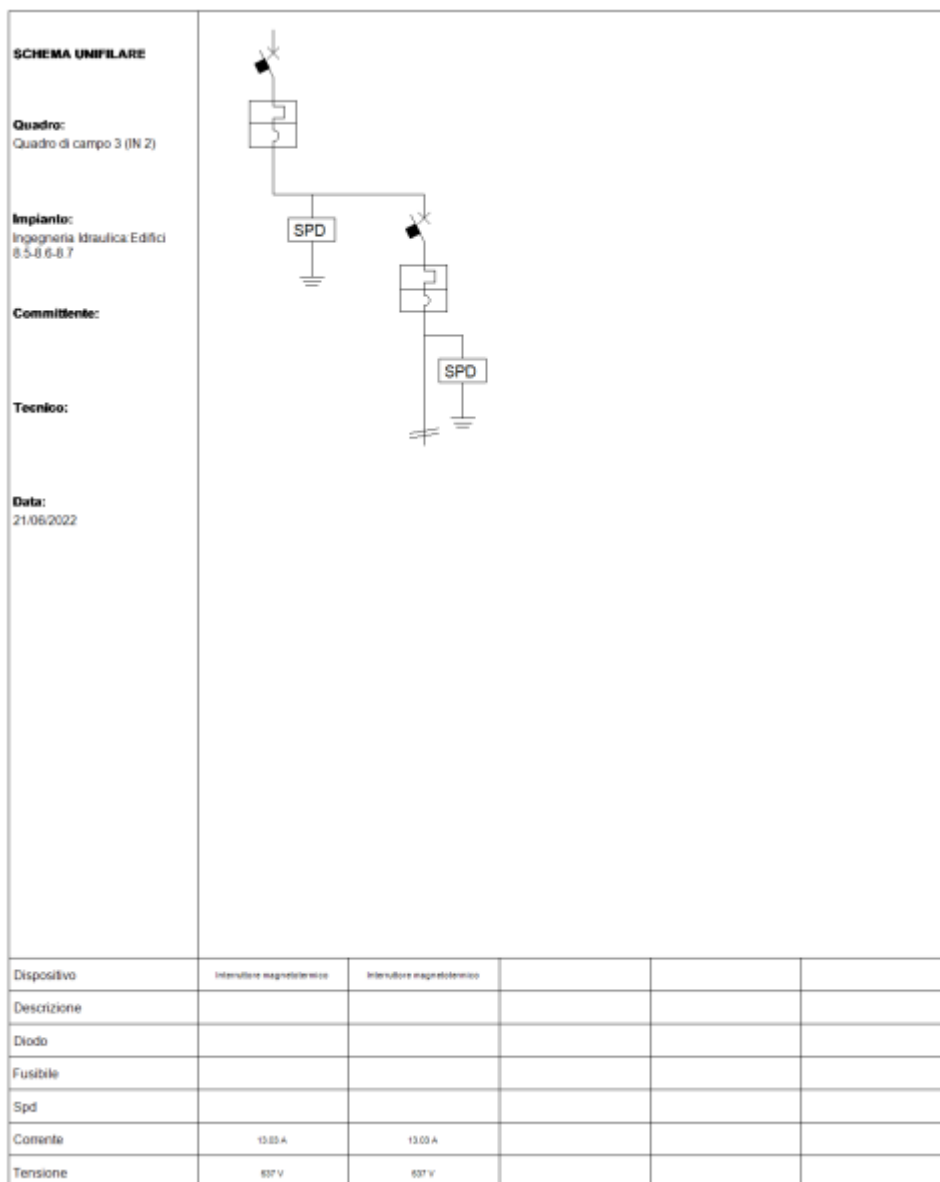 SCHEMA UNIFILARE
Quadro:
Quadro di campo 3 (IN 2)
Impianto:
Ingegneria Idraulica:Edifici
8.5-8.6-8.7
Committente:
Tecnico:
Data:
21/06/2022
SPD
SPD
Dispositivo Interruttore magnetotermico Interruttore magnetotermico
Descrizione
Diodo
Fusibile
Spd
Corrente 13.03 A 13.03 A
Tensione 637 V 637 V